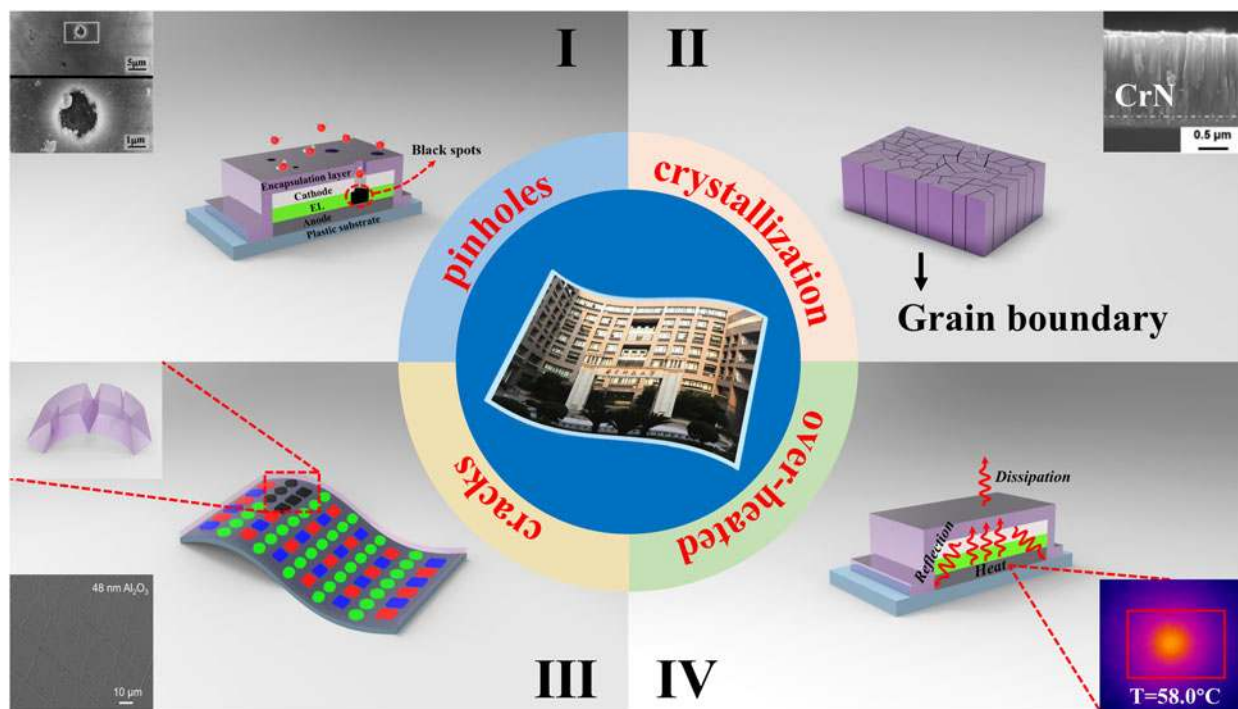 I
5μm
1μm
Black spots
Encapsulation layer
Cathode
EL
Anode
Plastic substrate
pinholes
II
CrN
0.5 μm
crystallization
Grain boundary
cracks
48 nm Al₂O₃
10 μm
III
over-heated
Dissipation
Reflection
Heat
T=58.0°C
IV